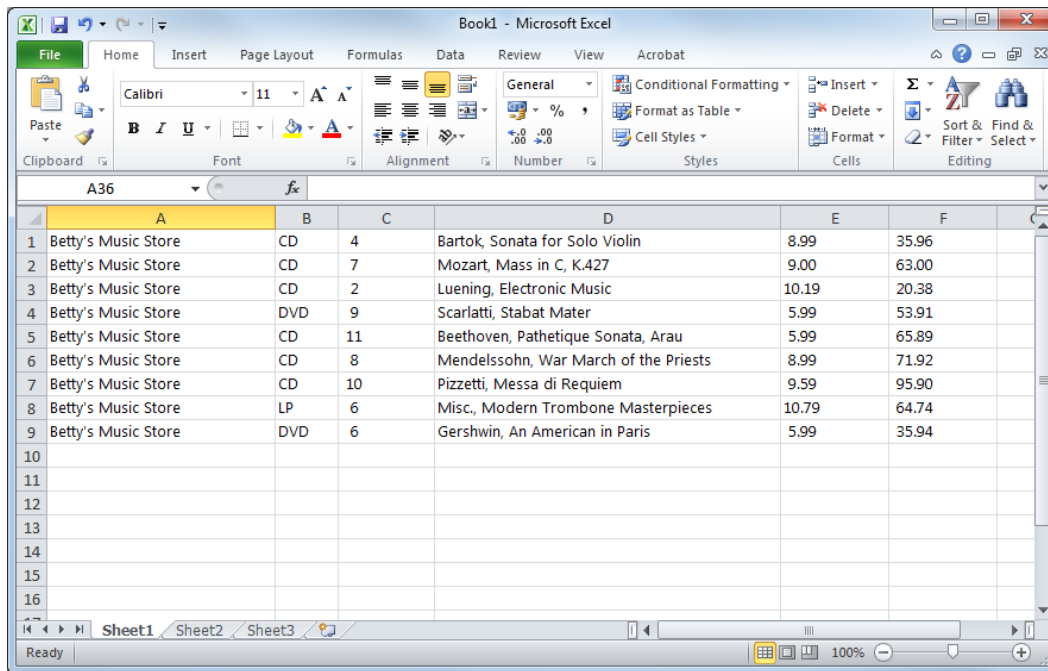 Book1 - Microsoft Excel
File Home Insert Page Layout Formulas Data Review View Acrobat
Paste Calibri 11 A A B I U A General % , .0 .00 .00 .0 Conditional Formatting Format as Table Cell Styles Insert Delete Format Σ Sort & Filter Find & Select
Clipboard Font Alignment Number Styles Cells Editing
A36 fx
A B C D E F
1 Betty's Music Store CD 4 Bartok, Sonata for Solo Violin 8.99 35.96
2 Betty's Music Store CD 7 Mozart, Mass in C, K.427 9.00 63.00
3 Betty's Music Store CD 2 Luening, Electronic Music 10.19 20.38
4 Betty's Music Store DVD 9 Scarlatti, Stabat Mater 5.99 53.91
5 Betty's Music Store CD 11 Beethoven, Pathetique Sonata, Arau 5.99 65.89
6 Betty's Music Store CD 8 Mendelssohn, War March of the Priests 8.99 71.92
7 Betty's Music Store CD 10 Pizzetti, Messa di Requiem 9.59 95.90
8 Betty's Music Store LP 6 Misc., Modern Trombone Masterpieces 10.79 64.74
9 Betty's Music Store DVD 6 Gershwin, An American in Paris 5.99 35.94
10
11
12
13
14
15
16
Sheet1 Sheet2 Sheet3
Ready 100%